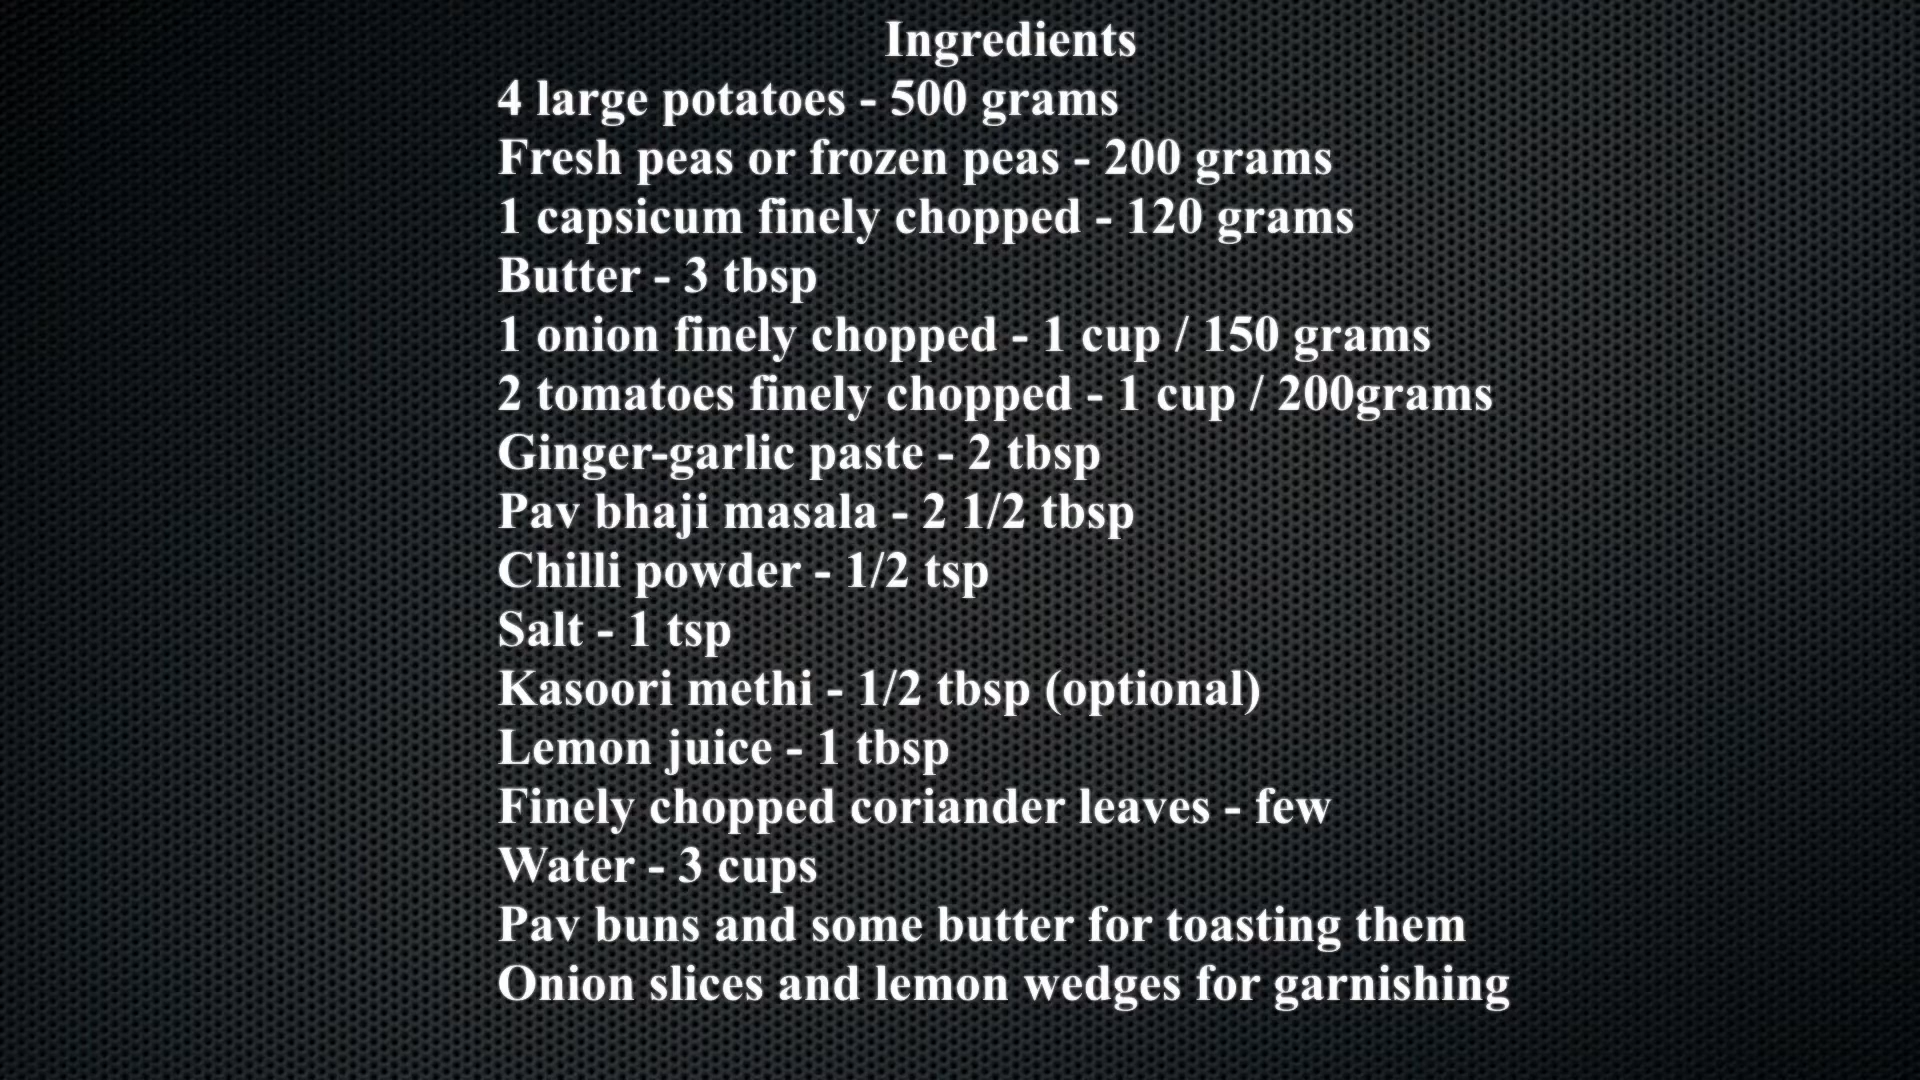 Ingredients
4 large potatoes - 500 grams
Fresh peas or frozen peas - 200 grams
1 capsicum finely chopped - 120 grams
Butter - 3 tbsp
1 onion finely chopped - 1 cup / 150 grams
2 tomatoes finely chopped - 1 cup / 200grams
Ginger-garlic paste - 2 tbsp
Pav bhaji masala - 2 1/2 tbsp
Chilli powder - 1/2 tsp
Salt - 1 tsp
Kasoori methi - 1/2 tbsp (optional)
Lemon juice - 1 tbsp
Finely chopped coriander leaves - few
Water - 3 cups
Pav buns and some butter for toasting them
Onion slices and lemon wedges for garnishing